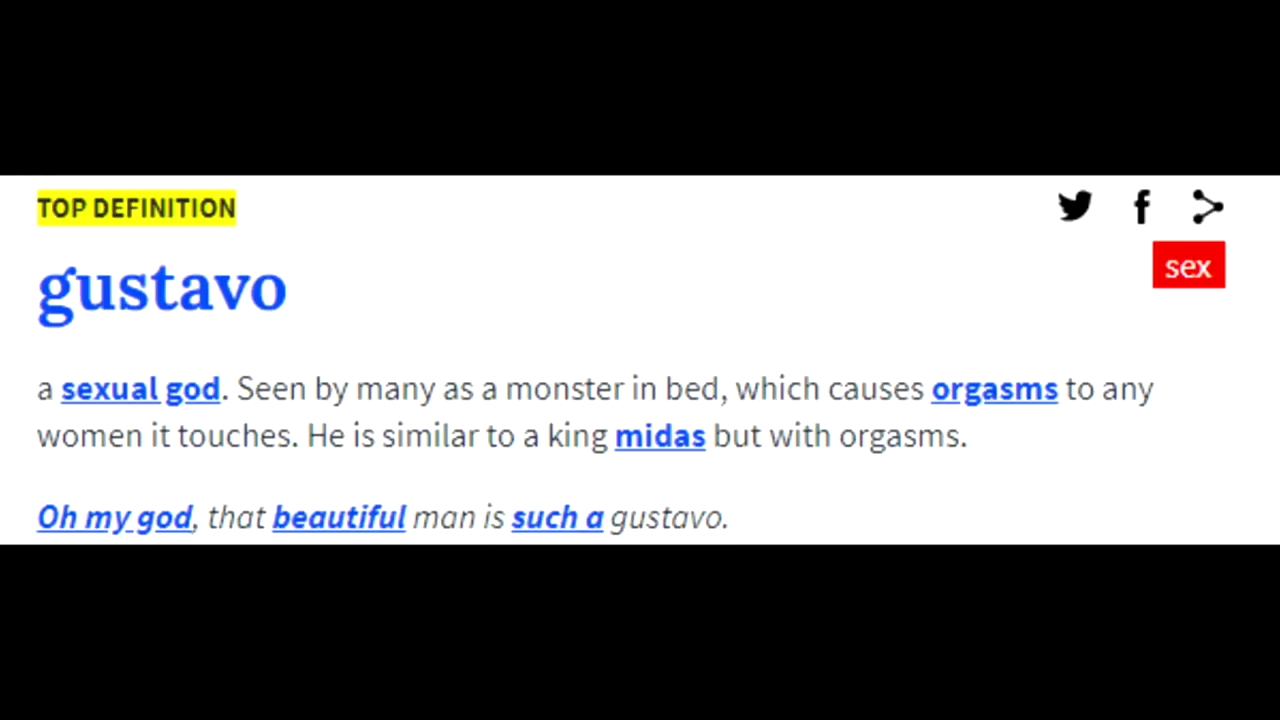 TOP DEFINITION
gustavo
sex
a sexual god. Seen by many as a monster in bed, which causes orgasms to any
women it touches. He is similar to a king midas but with orgasms.
Oh my god, that beautiful man is such a gustavo.